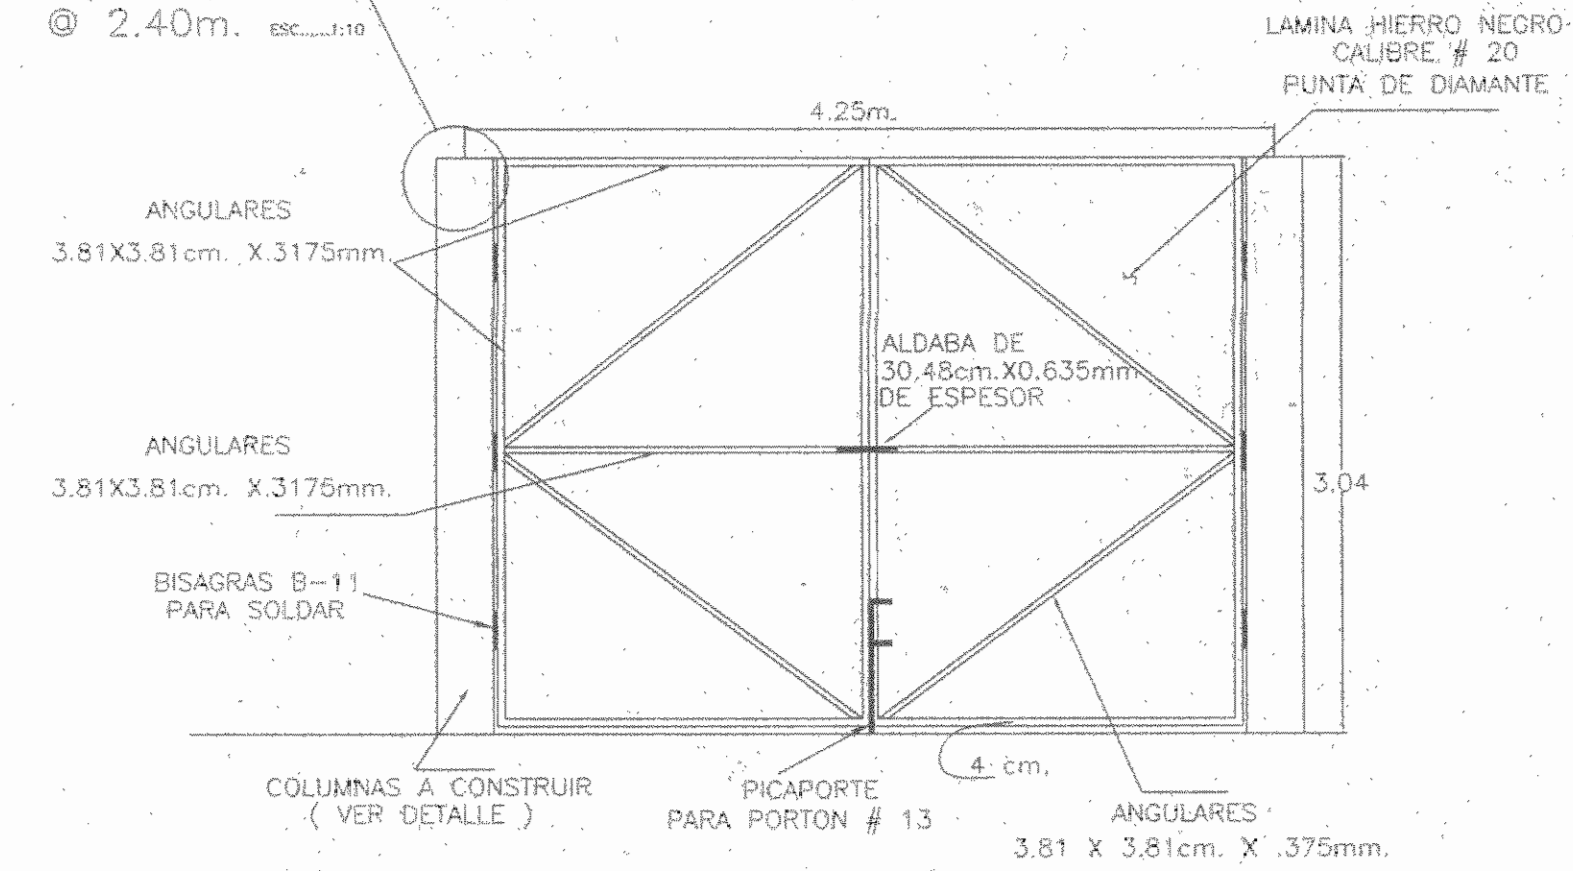 @ 2.40m. ESC.....1:10
LAMINA HIERRO NEGRO
CALIBRE # 20
PUNTA DE DIAMANTE
4.25m.
ANGULARES
3.81X3.81cm. X.3175mm.
ALDABA DE
30.48cm.X0.635mm
DE ESPESOR
ANGULARES
3.81X3.81cm. X.3175mm.
3.04
BISAGRAS B-11
PARA SOLDAR
4 cm.
COLUMNAS A CONSTRUIR
( VER DETALLE )
PICAPORTE
PARA PORTON # 13
ANGULARES
3.81 X 3.81cm. X .375mm.